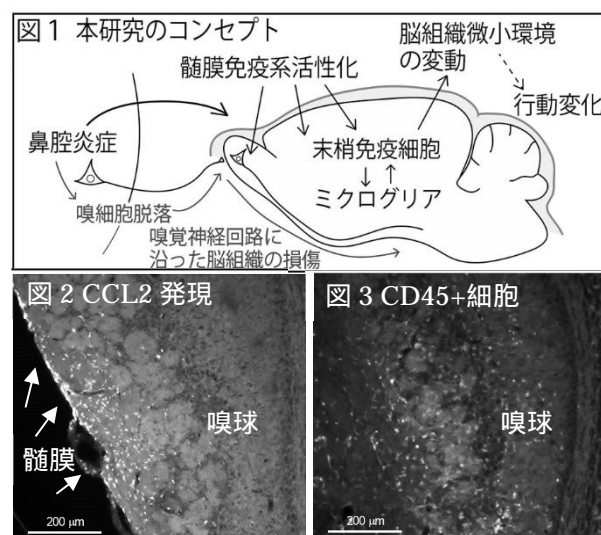 図1 本研究のコンセプト
脳組織微小環境
の変動
髄膜免疫系活性化
行動変化
鼻腔炎症
末梢免疫細胞
ミクログリア
嗅細胞脱落
嗅覚神経回路に
沿った脳組織の損傷
図2 CCL2 発現
嗅球
髄膜
200 μm
図3 CD45+細胞
嗅球
200 μm